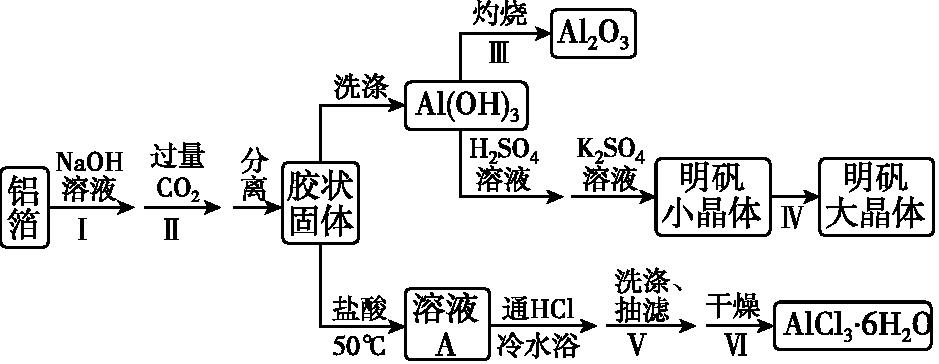 灼烧
Ⅲ
Al₂O₃
洗涤
Al(OH)₃
NaOH
溶液
Ⅰ
过量
CO₂
Ⅱ
分
离
铝
箔
胶状
固体
H₂SO₄
溶液
K₂SO₄
溶液
明矾
小晶体
Ⅳ
明矾
大晶体
盐酸
50℃
溶液
A
通HCl
冷水浴
洗涤、
抽滤
Ⅴ
干燥
Ⅵ
AlCl₃·6H₂O